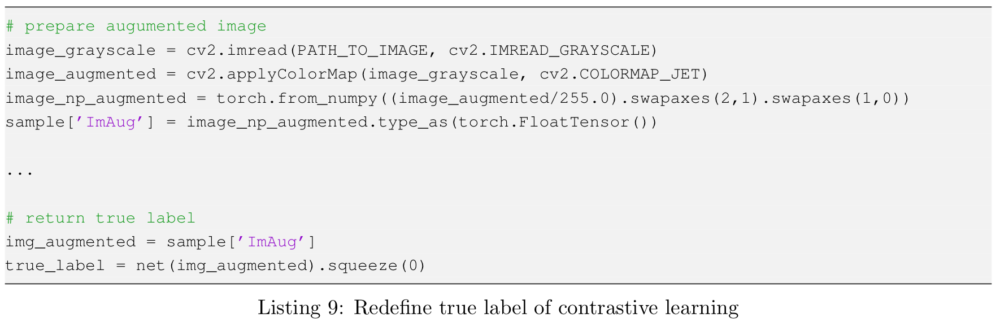 # prepare augumented image
image_grayscale = cv2.imread(PATH_TO_IMAGE, cv2.IMREAD_GRAYSCALE)
image_augmented = cv2.applyColorMap(image_grayscale, cv2.COLORMAP_JET)
image_np_augmented = torch.from_numpy((image_augmented/255.0).swapaxes(2,1).swapaxes(1,0))
sample[’ImAug’] = image_np_augmented.type_as(torch.FloatTensor())
...
# return true label
img_augmented = sample[’ImAug’]
true_label = net(img_augmented).squeeze(0)
Listing 9: Redefine true label of contrastive learning